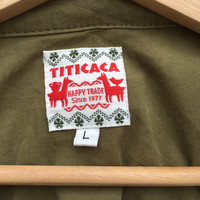 TITICACA
HAPPY TRADE
Since 1977
L